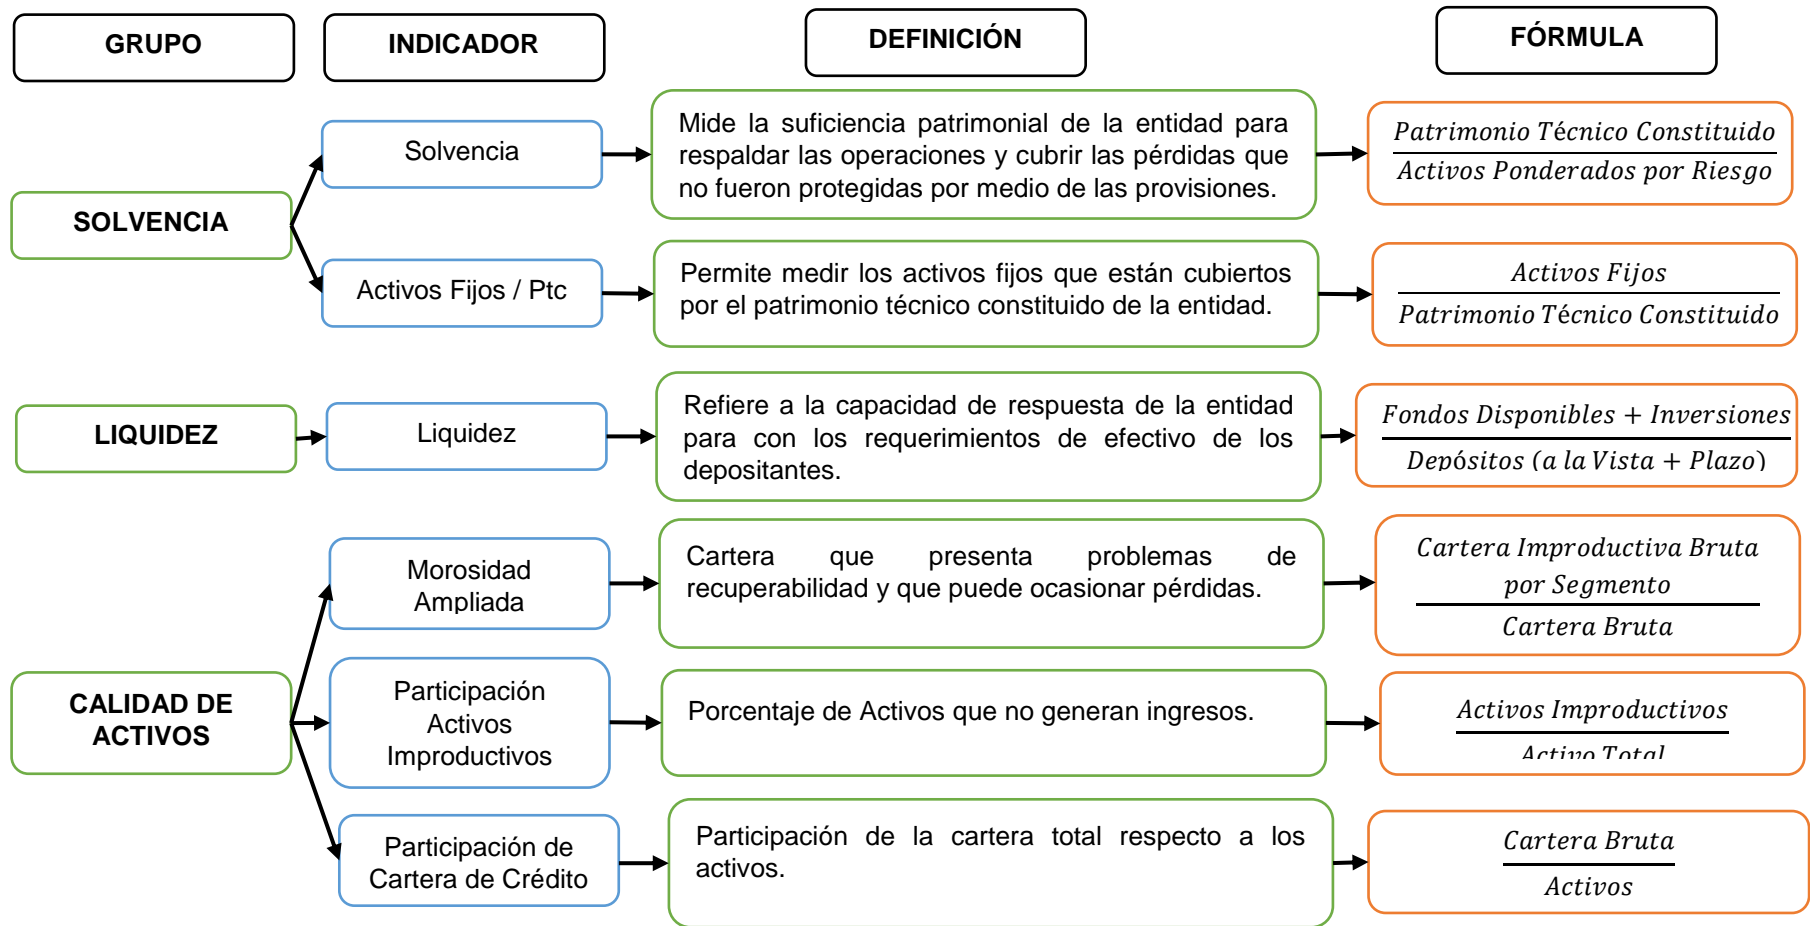 GRUPO
INDICADOR
DEFINICIÓN
FÓRMULA
SOLVENCIA
Solvencia
Mide la suficiencia patrimonial de la entidad para
respaldar las operaciones y cubrir las pérdidas que
no fueron protegidas por medio de las provisiones.
Patrimonio Técnico Constituido
Activos Ponderados por Riesgo
Activos Fijos / Ptc
Permite medir los activos fijos que están cubiertos
por el patrimonio técnico constituido de la entidad.
Activos Fijos
Patrimonio Técnico Constituido
LIQUIDEZ
Liquidez
Refiere a la capacidad de respuesta de la entidad
para con los requerimientos de efectivo de los
depositantes.
Fondos Disponibles + Inversiones
Depósitos (a la Vista + Plazo)
CALIDAD DE
ACTIVOS
Morosidad
Ampliada
Cartera que presenta problemas de
recuperabilidad y que puede ocasionar pérdidas.
Cartera Improductiva Bruta
por Segmento
Cartera Bruta
Participación
Activos
Improductivos
Porcentaje de Activos que no generan ingresos.
Activos Improductivos
Activo Total
Participación de
Cartera de Crédito
Participación de la cartera total respecto a los
activos.
Cartera Bruta
Activos